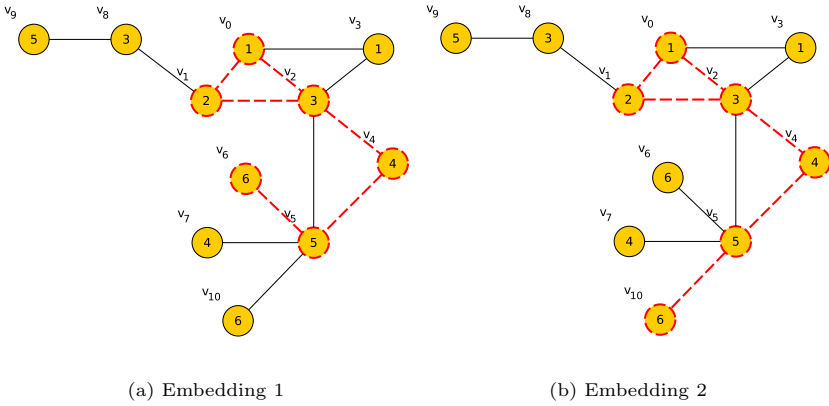 v9 v8 v0 v3
5 3 1 1
v1 v2
2 3
v6 v4
6 4
v7 v5
4 5
v10
6
v9 v8 v0 v3
5 3 1 1
v1 v2
2 3
v6 v4
6 4
v7 v5
4 5
v10
6
(a) Embedding 1
(b) Embedding 2